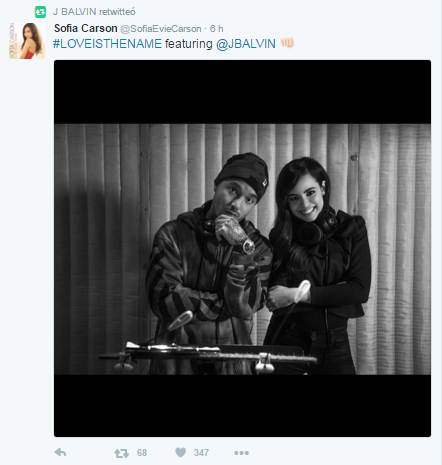 J BALVIN retwitteó
Sofia Carson @SofiaEvieCarson · 6 h
#LOVEISTHENAME featuring @JBALVIN 👊🏻
68 347